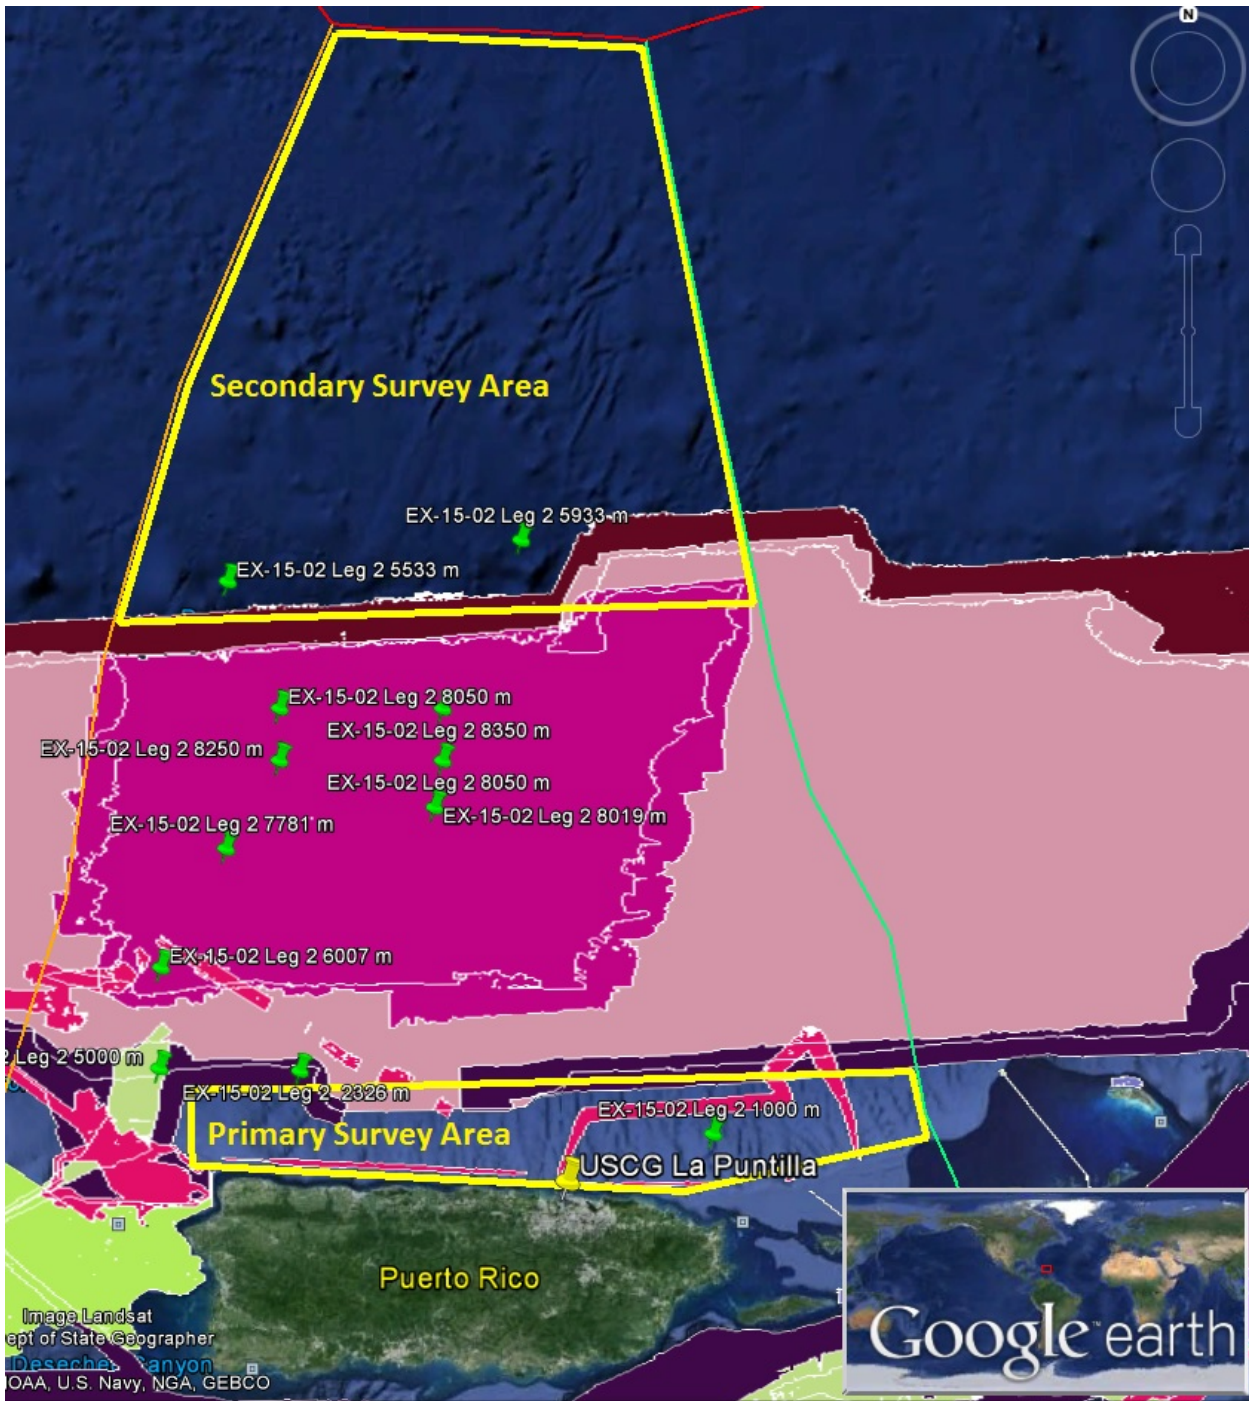 N
Secondary Survey Area
EX-15-02 Leg 2 5933 m
EX-15-02 Leg 2 5533 m
1
EX-15-02 Leg 2 8050 m
EX-15-02 Leg 2 8350 m
EX-15-02 Leg 2 8250 m
EX-15-02 Leg 2 8050 m
EX-15-02 Leg 2 8019 m
EX-15-02 Leg 2 7781 m
EX-15-02 Leg 2 6007 m
2 Leg 2 5000 m
EX-15-02 Leg 2 2326 m
EX-15-02 Leg 2 1000 m
Primary Survey Area
USCG La Puntilla
Puerto Rico
Image Landsat
ept of State Geographer
Desecheo Canyon
IOAA, U.S. Navy, NGA, GEBCO
Google earth